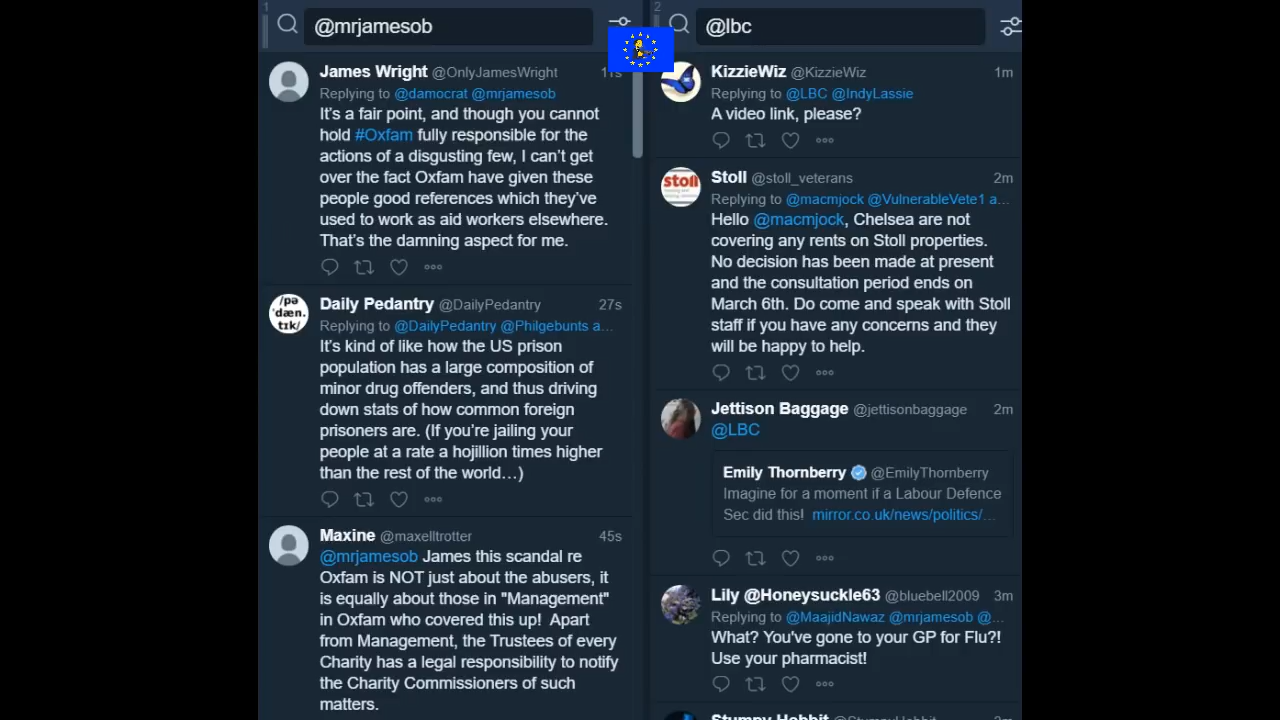 1
@mrjamesob
James Wright @OnlyJamesWright 11s
Replying to @damocrat @mrjamesob
It's a fair point, and though you cannot
hold #Oxfam fully responsible for the
actions of a disgusting few, I can't get
over the fact Oxfam have given these
people good references which they've
used to work as aid workers elsewhere.
That's the damning aspect for me.
/pə
ˈdæn.
tɪk/
Daily Pedantry @DailyPedantry 27s
Replying to @DailyPedantry @Philgebunts a...
It's kind of like how the US prison
population has a large composition of
minor drug offenders, and thus driving
down stats of how common foreign
prisoners are. (If you're jailing your
people at a rate a hojillion times higher
than the rest of the world…)
Maxine @maxelltrotter 45s
@mrjamesob James this scandal re
Oxfam is NOT just about the abusers, it
is equally about those in "Management"
in Oxfam who covered this up! Apart
from Management, the Trustees of every
Charity has a legal responsibility to notify
the Charity Commissioners of such
matters.
2
@lbc
KizzieWiz @KizzieWiz 1m
Replying to @LBC @IndyLassie
A video link, please?
stoll
Stoll @stoll_veterans 2m
Replying to @macmjock @VulnerableVete1 a...
Hello @macmjock, Chelsea are not
covering any rents on Stoll properties.
No decision has been made at present
and the consultation period ends on
March 6th. Do come and speak with Stoll
staff if you have any concerns and they
will be happy to help.
Jettison Baggage @jettisonbaggage 2m
@LBC
Emily Thornberry @EmilyThornberry
Imagine for a moment if a Labour Defence
Sec did this! mirror.co.uk/news/politics/...
Lily @Honeysuckle63 @bluebell2009 3m
Replying to @MaajidNawaz @mrjamesob @...
What? You've gone to your GP for Flu?!
Use your pharmacist!
Stumpy Hobbit @StumpyHobbit 3m